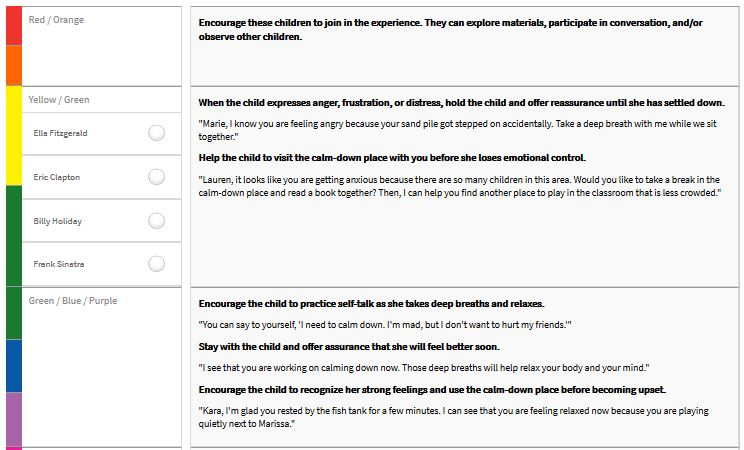 Red / Orange
Encourage these children to join in the experience. They can explore materials, participate in conversation, and/or
observe other children.
Yellow / Green
Ella Fitzgerald
Eric Clapton
Billy Holiday
Frank Sinatra
When the child expresses anger, frustration, or distress, hold the child and offer reassurance until she has settled down.
"Marie, I know you are feeling angry because your sand pile got stepped on accidentally. Take a deep breath with me while we sit
together."
Help the child to visit the calm-down place with you before she loses emotional control.
"Lauren, it looks like you are getting anxious because there are so many children in this area. Would you like to take a break in the
calm-down place and read a book together? Then, I can help you find another place to play in the classroom that is less crowded."
Green / Blue / Purple
Encourage the child to practice self-talk as she takes deep breaths and relaxes.
"You can say to yourself, 'I need to calm down. I'm mad, but I don't want to hurt my friends.'"
Stay with the child and offer assurance that she will feel better soon.
"I see that you are working on calming down now. Those deep breaths will help relax your body and your mind."
Encourage the child to recognize her strong feelings and use the calm-down place before becoming upset.
"Kara, I'm glad you rested by the fish tank for a few minutes. I can see that you are feeling relaxed now because you are playing
quietly next to Marissa."